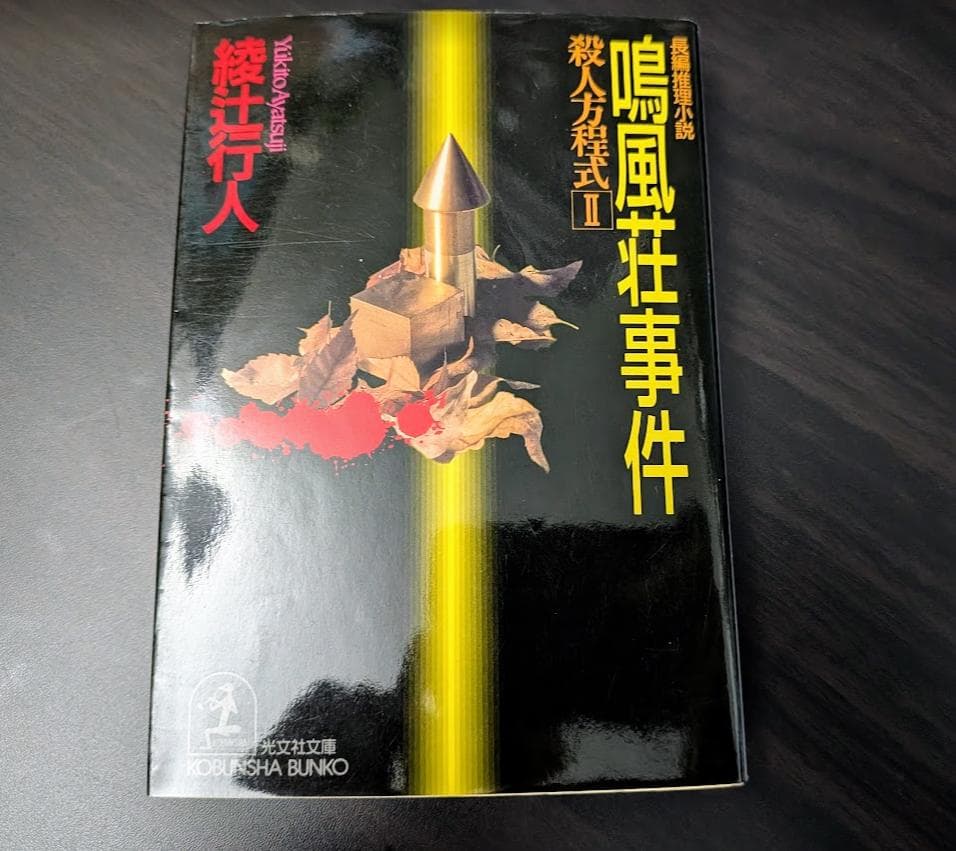 長編推理小説
鳴風荘事件
殺人方程式Ⅱ
Yukito Ayatsuji
綾辻行人
光文社文庫
KOBUNSHA BUNKO